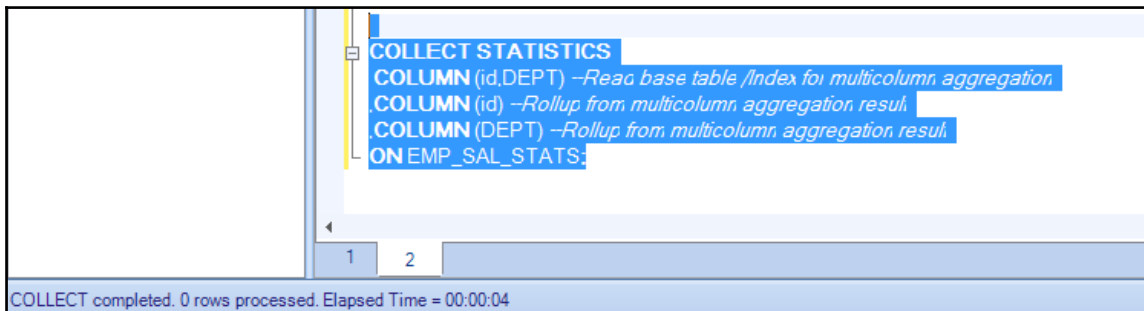 COLLECT STATISTICS
COLUMN (id,DEPT) --Read base table /Index for multicolumn aggregation
,COLUMN (id) --Rollup from multicolumn aggregation result
,COLUMN (DEPT) --Rollup from multicolumn aggregation result
ON EMP_SAL_STATS;
1 2
COLLECT completed. 0 rows processed. Elapsed Time = 00:00:04